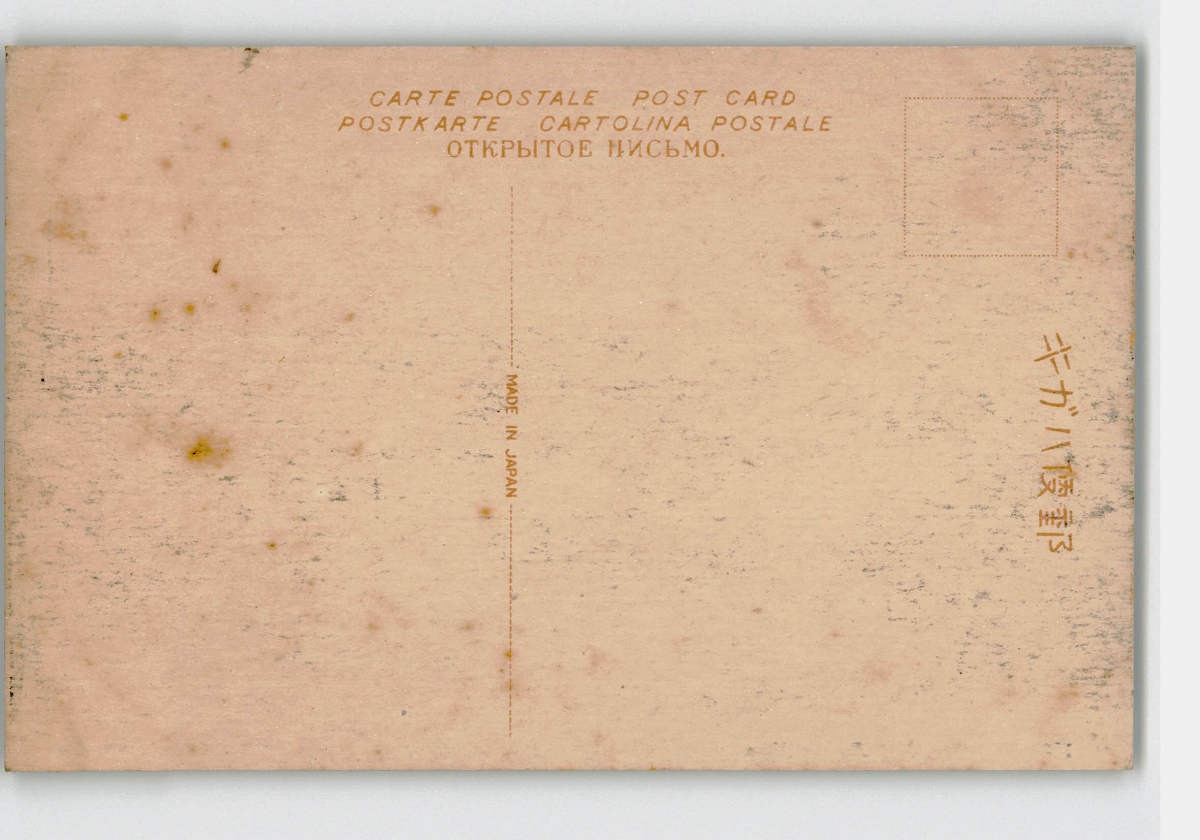 CARTE POSTALE POST CARD
POSTKARTE CARTOLINA POSTALE
ОТКРЫТОЕ ПИСЬМО.
MADE IN JAPAN
郵便ハガキ